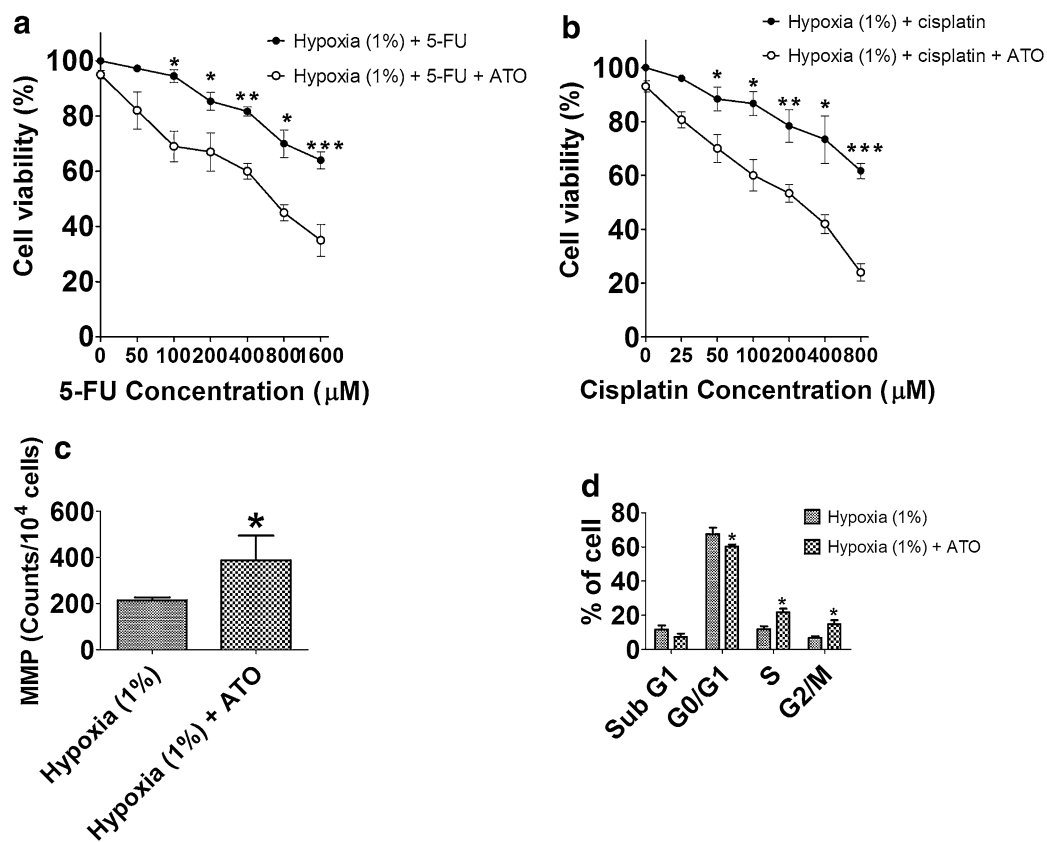 a
Hypoxia (1%) + 5-FU
Hypoxia (1%) + 5-FU + ATO
Cell viability (%)
100
80
60
40
20
0
* * ** * ***
0 50 100 200 400 800 1600
5-FU Concentration (μM)
b
Hypoxia (1%) + cisplatin
Hypoxia (1%) + cisplatin + ATO
Cell viability (%)
100
80
60
40
20
0
* * ** * ***
0 25 50 100 200 400 800
Cisplatin Concentration (μM)
c
MMP (Counts/10⁴ cells)
600
400
200
0
*
Hypoxia (1%)
Hypoxia (1%) + ATO
d
Hypoxia (1%)
Hypoxia (1%) + ATO
% of cell
80
60
40
20
0
* * *
Sub G1
G0/G1
S
G2/M